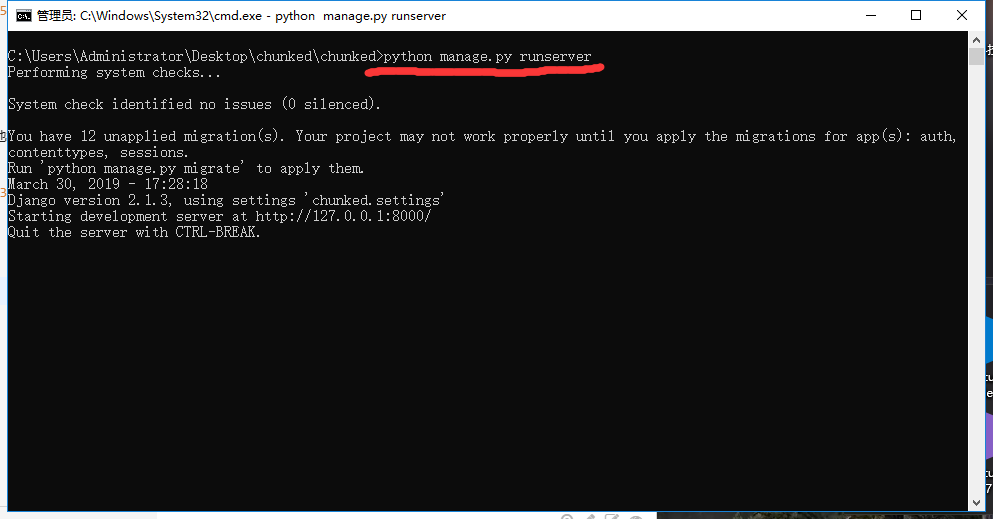 管理员: C:\Windows\System32\cmd.exe - python  manage.py runserver
C:\Users\Administrator\Desktop\chunked\chunked>python manage.py runserver
Performing system checks...
System check identified no issues (0 silenced).
You have 12 unapplied migration(s). Your project may not work properly until you apply the migrations for app(s): auth,
contenttypes, sessions.
Run 'python manage.py migrate' to apply them.
March 30, 2019 - 17:28:18
Django version 2.1.3, using settings 'chunked.settings'
Starting development server at http://127.0.0.1:8000/
Quit the server with CTRL-BREAK.